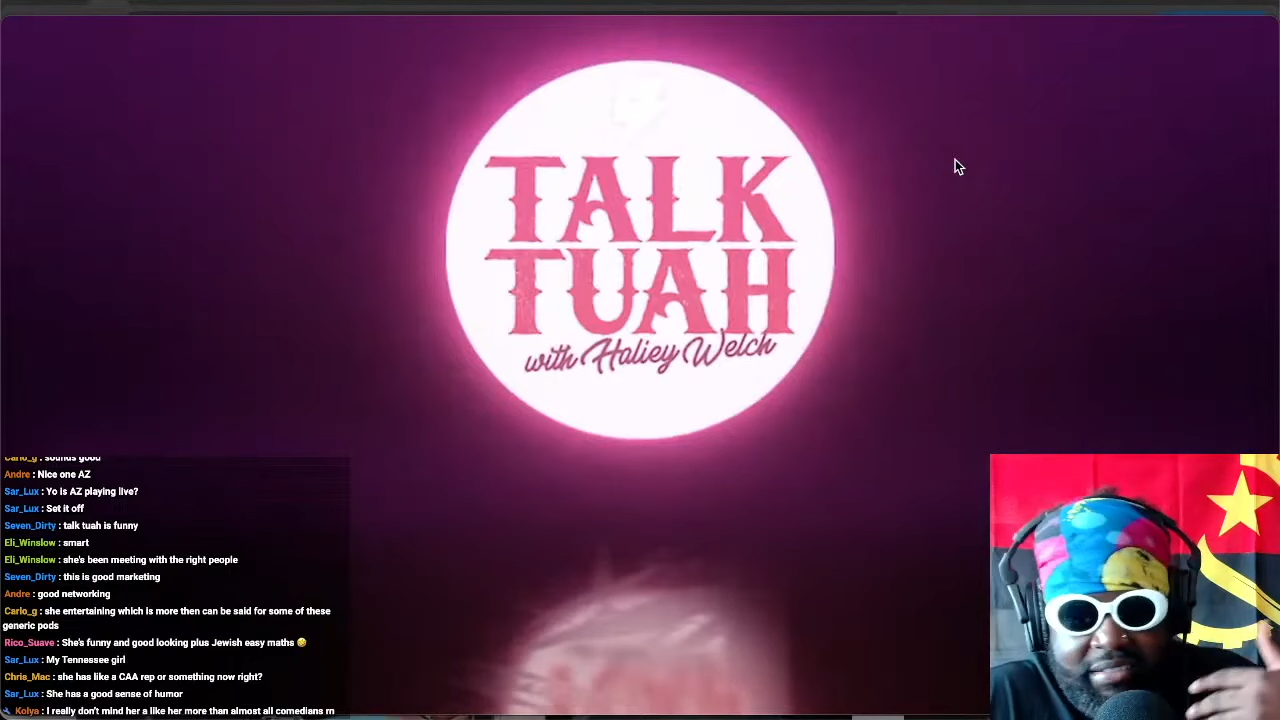 TALK
TUAH
with Haliey Welch
Carlo_g : sounds good
Andre : Nice one AZ
Sar_Lux : Yo is AZ playing live?
Sar_Lux : Set it off
Seven_Dirty : talk tuah is funny
Eli_Winslow : smart
Eli_Winslow : she's been meeting with the right people
Seven_Dirty : this is good marketing
Andre : good networking
Carlo_g : she entertaining which is more then can be said for some of these
generic pods
Rico_Suave : She's funny and good looking plus Jewish easy maths 🤣
Sar_Lux : My Tennessee girl
Chris_Mac : she has like a CAA rep or something now right?
Sar_Lux : She has a good sense of humor
Kolya : I really don't mind her a like her more than almost all comedians rn